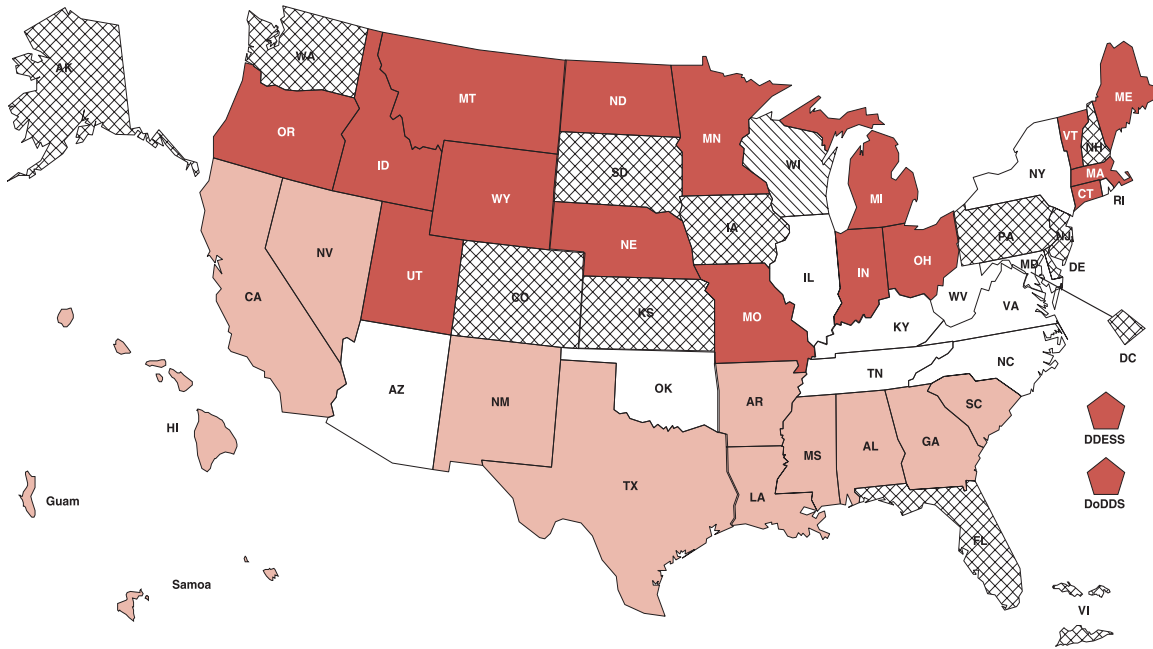 AK
WA
MT
ND
MN
WI
ME
VT
NH
OR
ID
SD
NY
MA
CT
RI
WY
MI
IA
NE
PA
NJ
NV
UT
IN
OH
MD
DE
CA
CO
IL
WV
VA
KS
MO
KY
DC
NC
TN
AZ
OK
NM
AR
SC
HI
DDESS
MS
AL
GA
TX
LA
Guam
DoDDS
FL
Samoa
VI